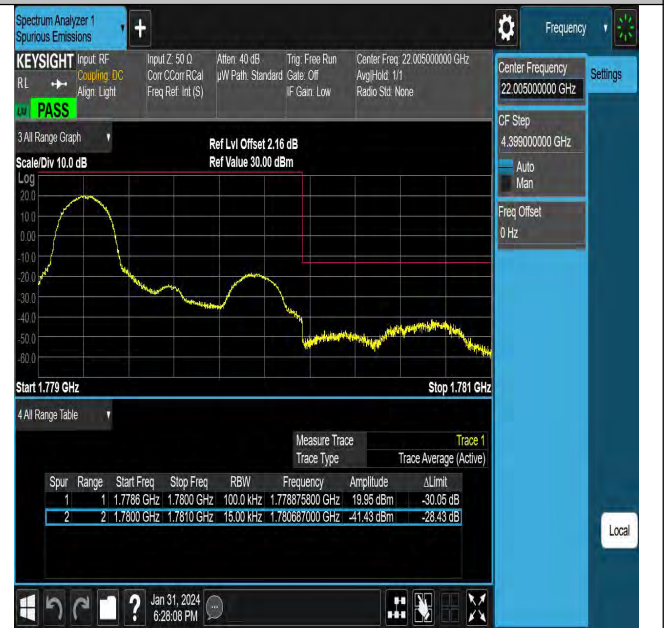 Spectrum Analyzer 1
Spurious Emissions
Frequency
KEYSIGHT
Input: RF
Coupling: DC
Align: Light
Input Z: 50 Ω
Corr CCorr RCal
Freq Ref: Int (S)
Atten: 40 dB
µW Path: Standard
Trig: Free Run
Gate: Off
IF Gain: Low
Center Freq: 22.005000000 GHz
Avg|Hold: 1/1
Radio Std: None
RL
PASS
Center Frequency
22.005000000 GHz
Settings
CF Step
4.399000000 GHz
Auto
Man
Freq Offset
0 Hz
3 All Range Graph
Scale/Div 10.0 dB
Ref Lvl Offset 2.16 dB
Ref Value 30.00 dBm
Log
20.0
10.0
0.00
-10.0
-20.0
-30.0
-40.0
-50.0
-60.0
Start 1.779 GHz
Stop 1.781 GHz
4 All Range Table
Measure Trace Trace 1
Trace Type Trace Average (Active)
Spur Range Start Freq Stop Freq RBW Frequency Amplitude ΔLimit
1 1 1.7786 GHz 1.7800 GHz 100.0 kHz 1.778875800 GHz 19.95 dBm -30.05 dB
2 2 1.7800 GHz 1.7810 GHz 15.00 kHz 1.780687000 GHz -41.43 dBm -28.43 dB
Local
Jan 31, 2024
6:28:08 PM